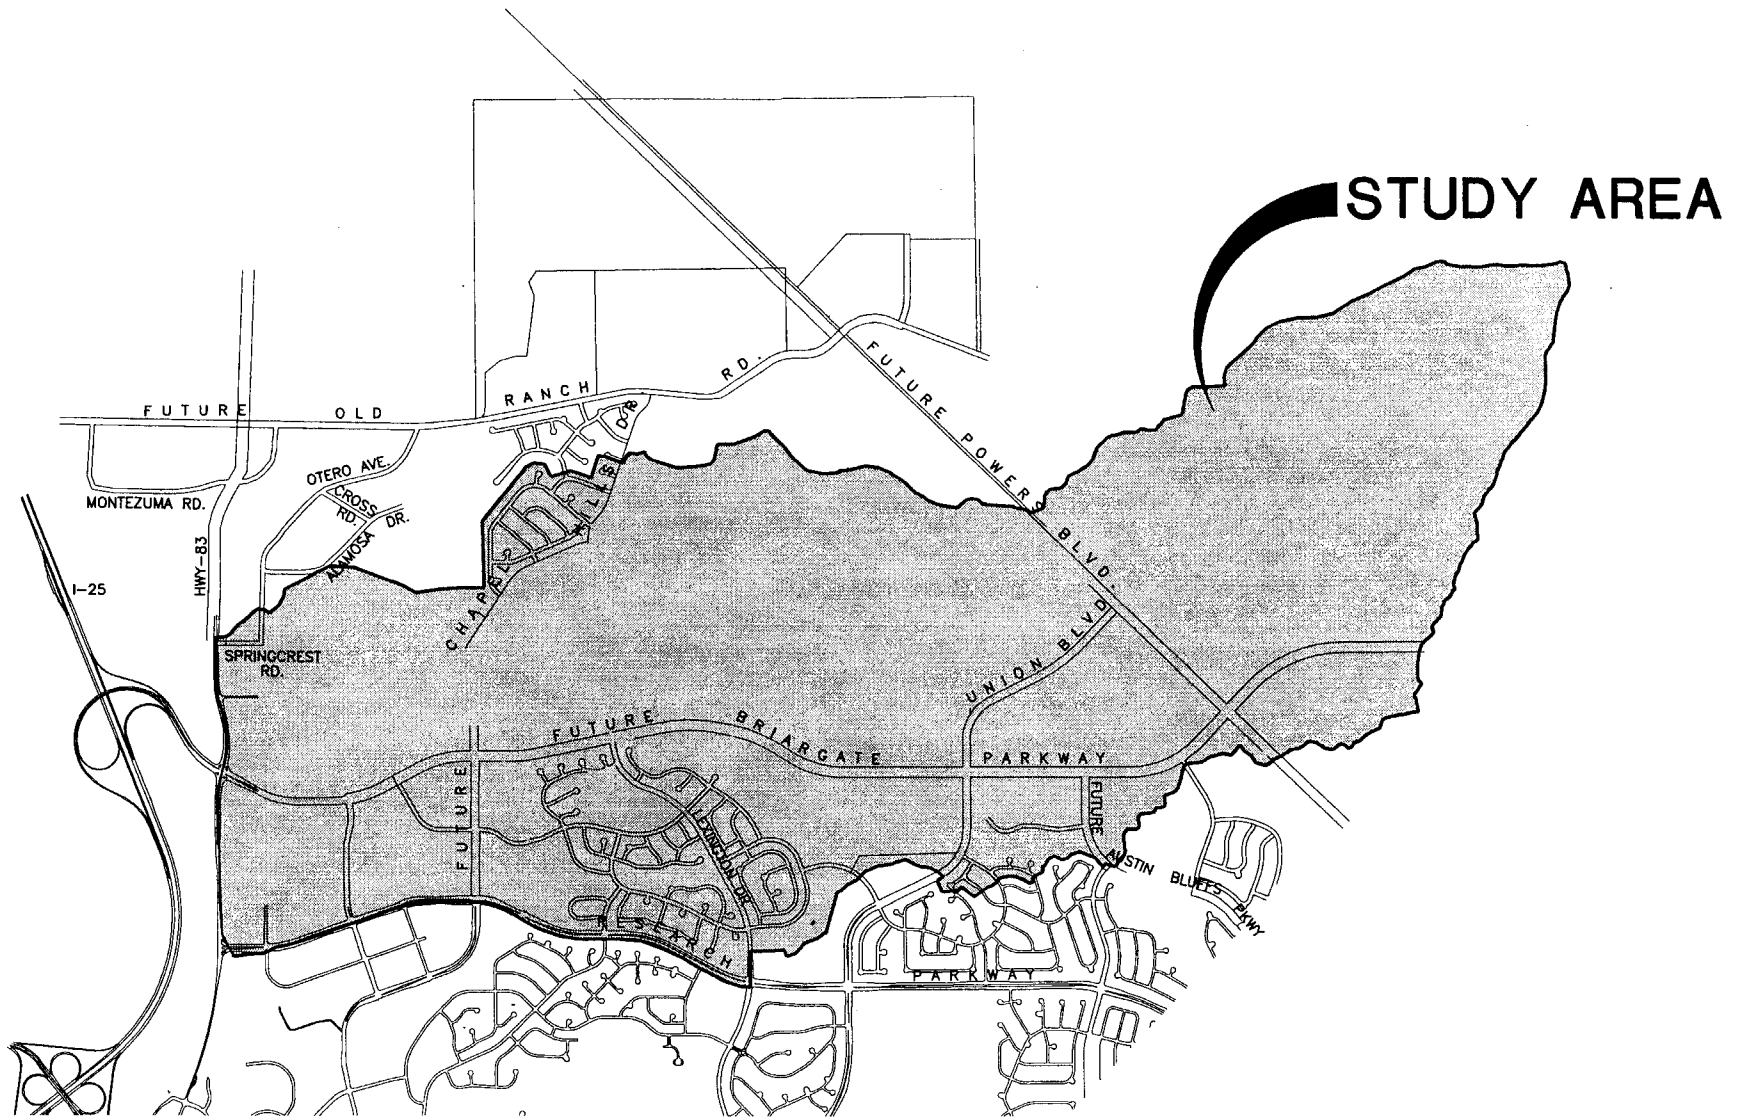 STUDY AREA
FUTURE OLD RANCH RD.
FUTURE POWERS BLVD.
OTERO AVE.
MONTEZUMA RD.
CROSS
RD.
ALAMOSA DR.
HWY-83
I-25
CHAPEL HILLS DR
SPRINGCREST
RD.
UNION BLVD
FUTURE BRIARGATE PARKWAY
FUTURE
FUTURE
LEXINGTON DR
AUSTIN BLUFFS PKWY
RESEARCH PARKWAY